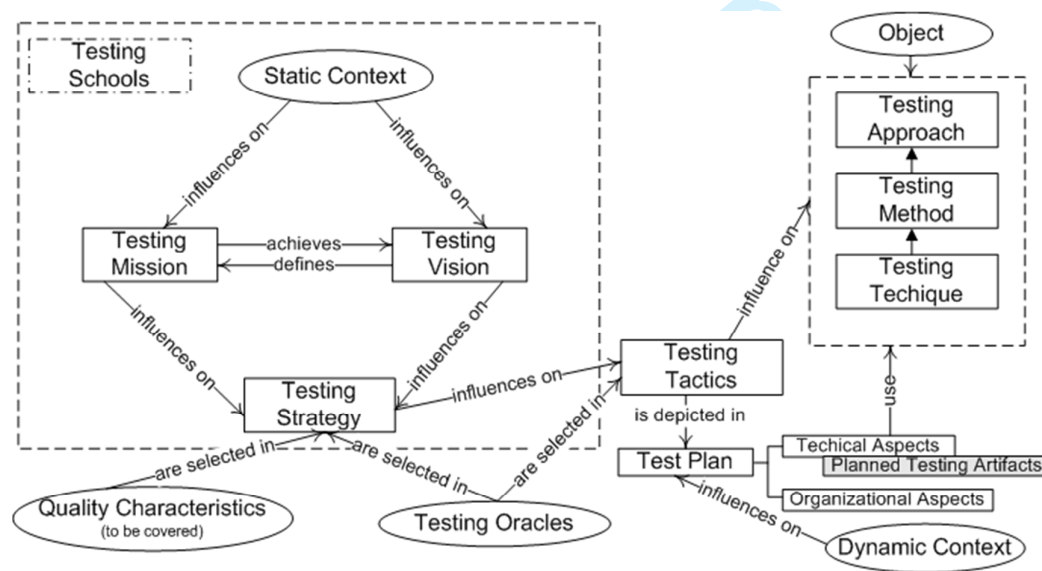 Testing
Schools
Static Context
influences on
influences on
Testing
Mission
achieves
defines
Testing
Vision
influences on
influences on
Testing
Strategy
are selected in
are selected in
Quality Characteristics
(to be covered)
Testing Oracles
influences on
are selected in
Testing
Tactics
influence on
is depicted in
Test Plan
Techical Aspects
Planned Testing Artifacts
Organizational Aspects
influences on
Dynamic Context
use
Object
Testing
Approach
Testing
Method
Testing
Techique